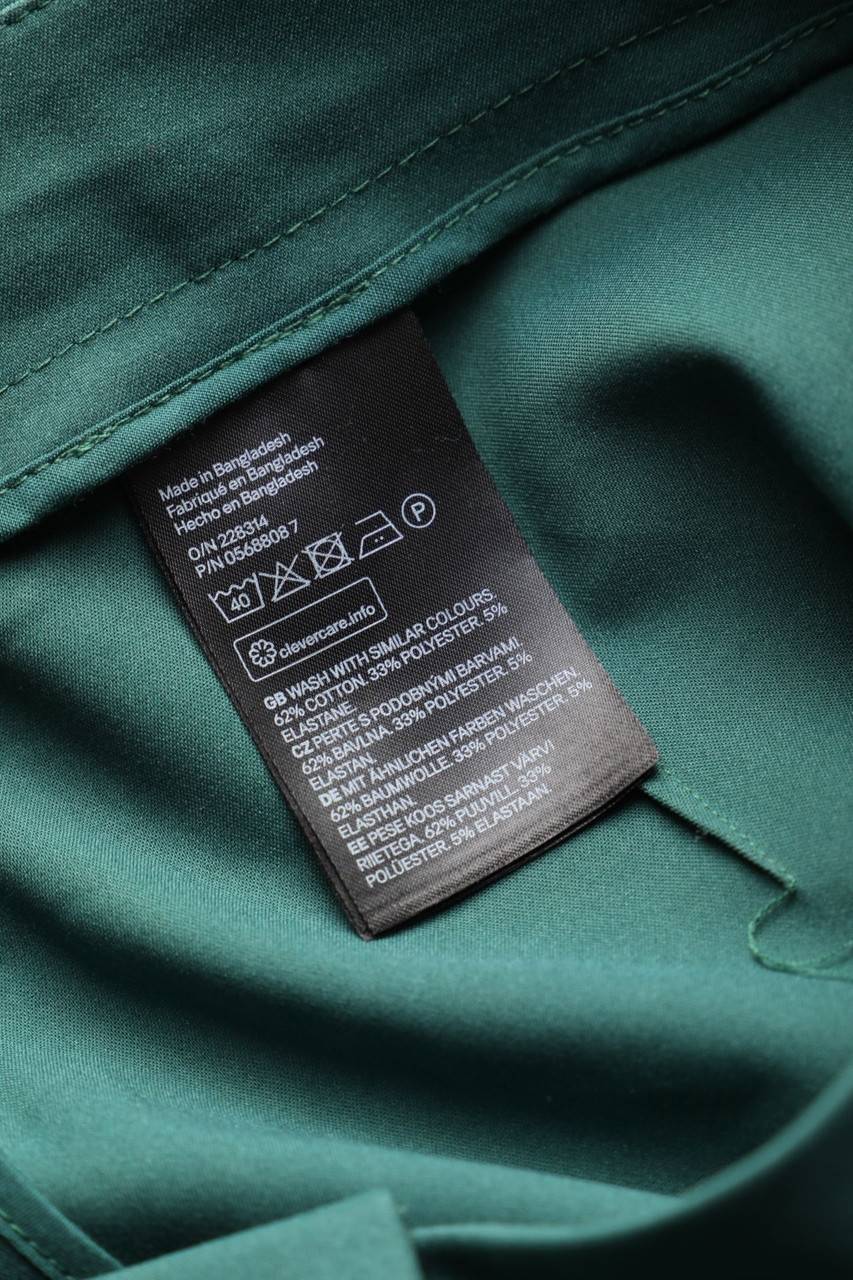 Made in Bangladesh
Fabriqué en Bangladesh
Hecho en Bangladesh
O/N 228314
P/N 0568808 7
40 P
clevercare.info
GB WASH WITH SIMILAR COLOURS.
62% COTTON. 33% POLYESTER. 5%
ELASTANE.
CZ PERTE S PODOBNÝMI BARVAMI.
62% BAVLNA. 33% POLYESTER. 5%
ELASTAN.
DE MIT ÄHNLICHEN FARBEN WASCHEN.
62% BAUMWOLLE. 33% POLYESTER. 5%
ELASTHAN.
EE PESE KOOS SARNAST VÄRVI
RIIETEGA. 62% PUUVILL. 33%
POLÜESTER. 5% ELASTAAN.